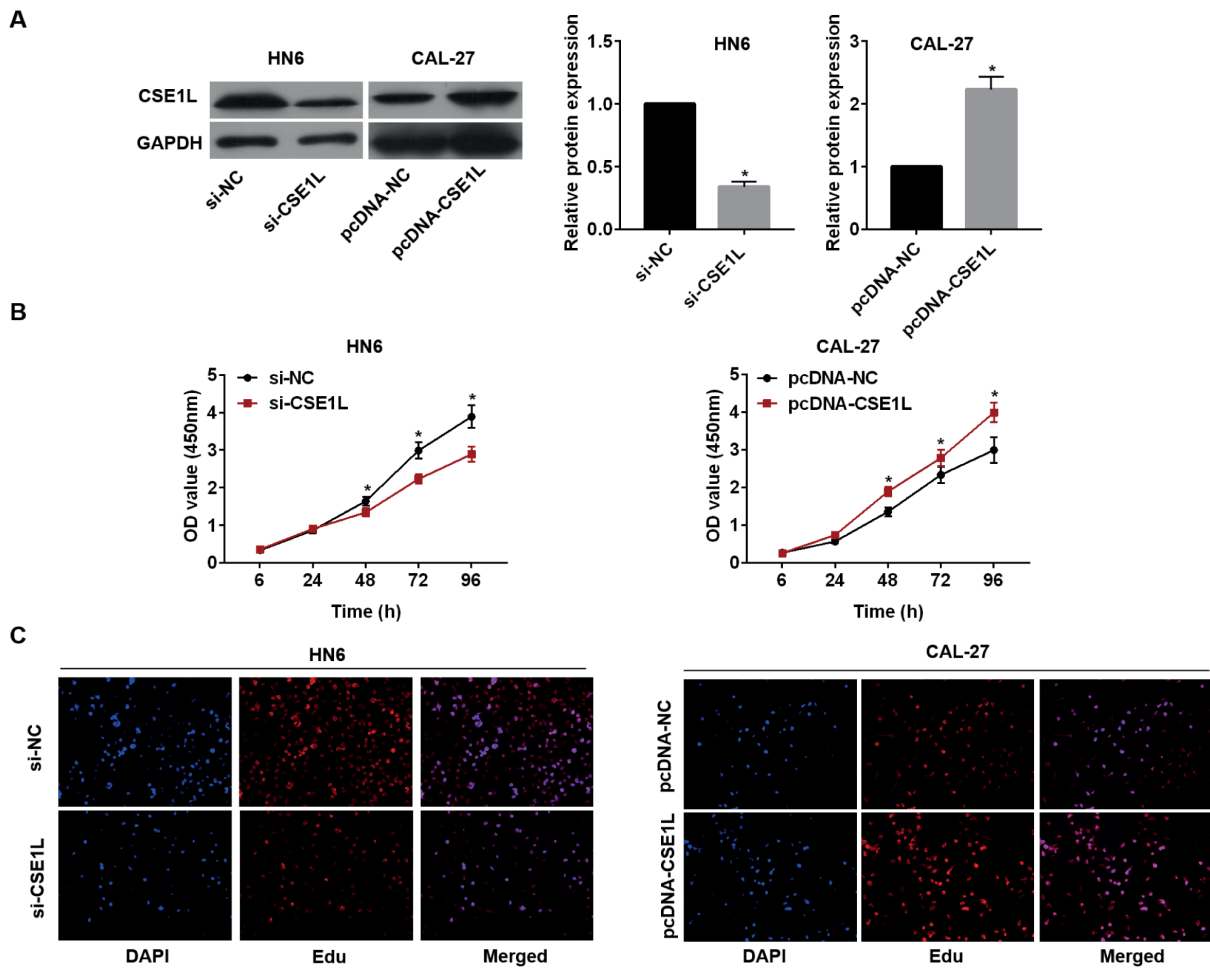 A
HN6
CAL-27
CSE1L
GAPDH
si-NC
si-CSE1L
pcDNA-NC
pcDNA-CSE1L
HN6
Relative protein expression
1.5
1.0
0.5
0.0
*
si-NC
si-CSE1L
CAL-27
Relative protein expression
3
2
1
0
*
pcDNA-NC
pcDNA-CSE1L
B
HN6
si-NC
si-CSE1L
OD value (450nm)
5
4
3
2
1
0
* * *
6 24 48 72 96
Time (h)
CAL-27
pcDNA-NC
pcDNA-CSE1L
OD value (450nm)
5
4
3
2
1
0
* * *
6 24 48 72 96
Time (h)
C
HN6
si-NC
si-CSE1L
DAPI Edu Merged
CAL-27
pcDNA-NC
pcDNA-CSE1L
DAPI Edu Merged